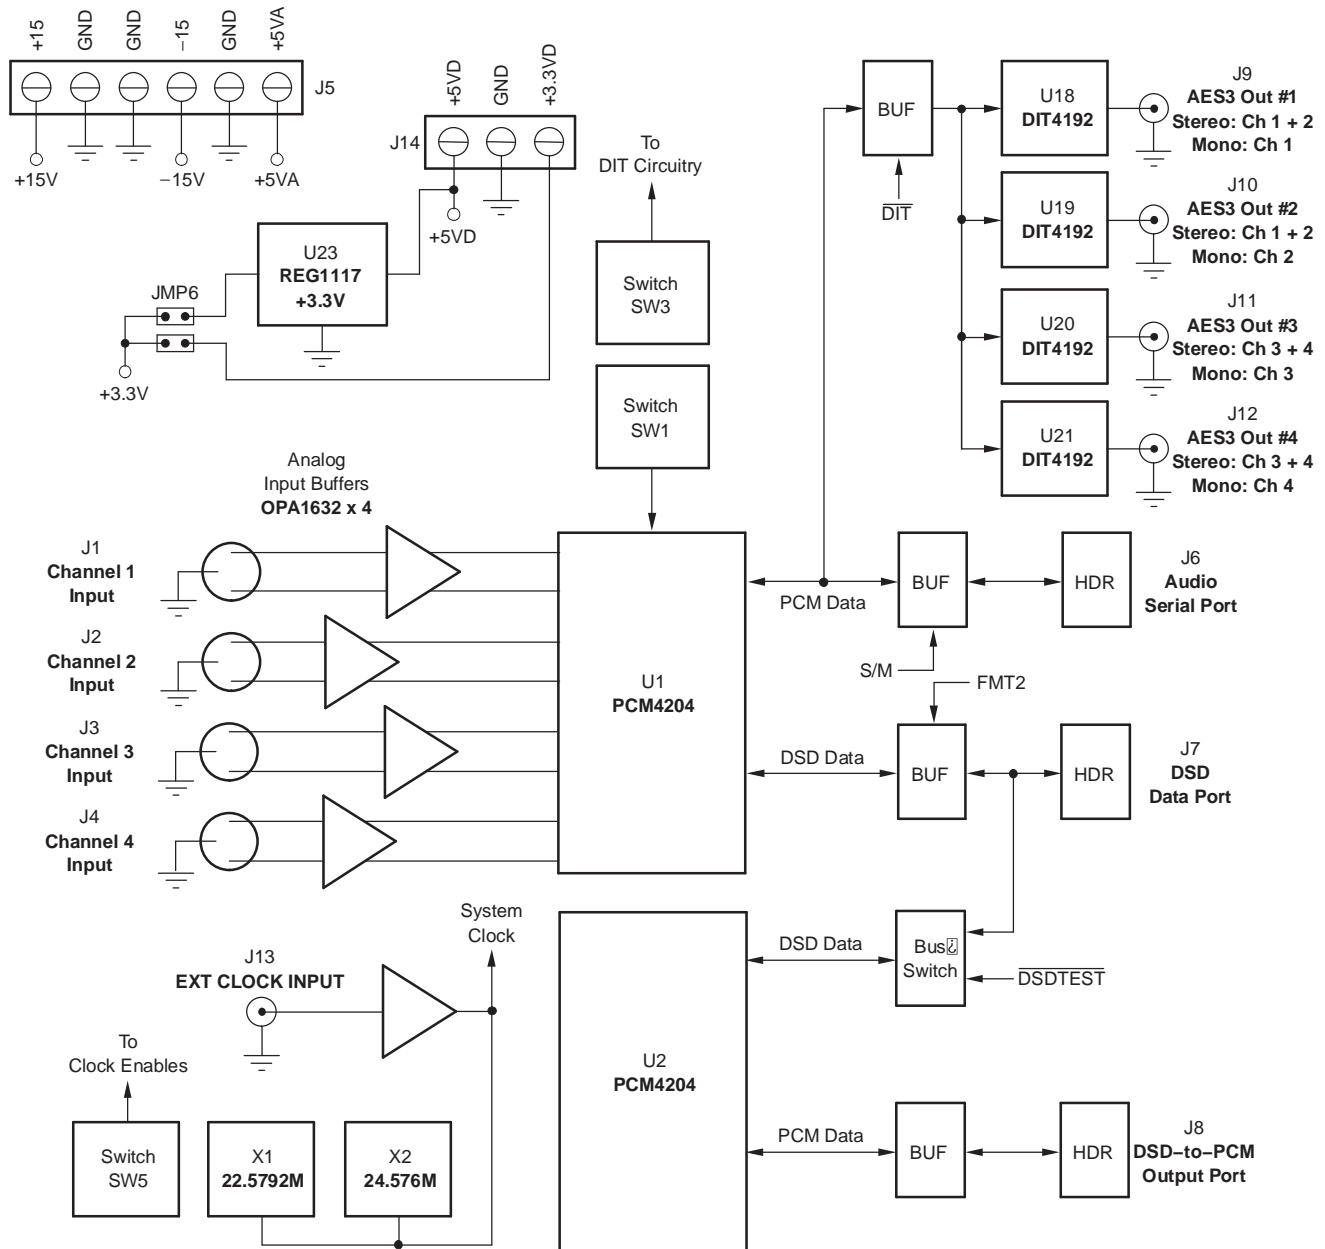 +15
GND
GND
−15
GND
+5VA
J5
+15V
−15V
+5VA
+5VD
GND
+3.3VD
J14
+5VD
U23
REG1117
+3.3V
JMP6
+3.3V
To
DIT Circuitry
Switch
SW3
Switch
SW1
BUF
DIT
U18
DIT4192
J9
AES3 Out #1
Stereo: Ch 1 + 2
Mono: Ch 1
U19
DIT4192
J10
AES3 Out #2
Stereo: Ch 1 + 2
Mono: Ch 2
U20
DIT4192
J11
AES3 Out #3
Stereo: Ch 3 + 4
Mono: Ch 3
U21
DIT4192
J12
AES3 Out #4
Stereo: Ch 3 + 4
Mono: Ch 4
Analog
Input Buffers
OPA1632 x 4
J1
Channel 1
Input
J2
Channel 2
Input
J3
Channel 3
Input
J4
Channel 4
Input
U1
PCM4204
PCM Data
BUF
HDR
J6
Audio
Serial Port
S/M
FMT2
DSD Data
BUF
HDR
J7
DSD
Data Port
System
Clock
J13
EXT CLOCK INPUT
To
Clock Enables
Switch
SW5
X1
22.5792M
X2
24.576M
U2
PCM4204
DSD Data
Bus
Switch
DSDTEST
PCM Data
BUF
HDR
J8
DSD−to−PCM
Output Port